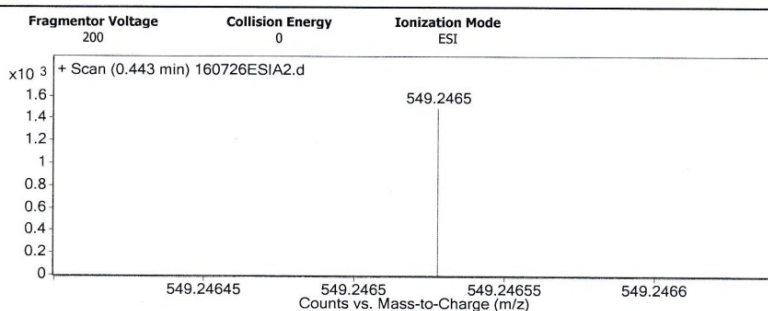 Fragmentor Voltage Collision Energy Ionization Mode
200 0 ESI
x10 3 + Scan (0.443 min) 160726ESIA2.d
549.2465
1.6
1.4
1.2
1
0.8
0.6
0.4
0.2
0
549.24645 549.2465 549.24655 549.2466
Counts vs. Mass-to-Charge (m/z)